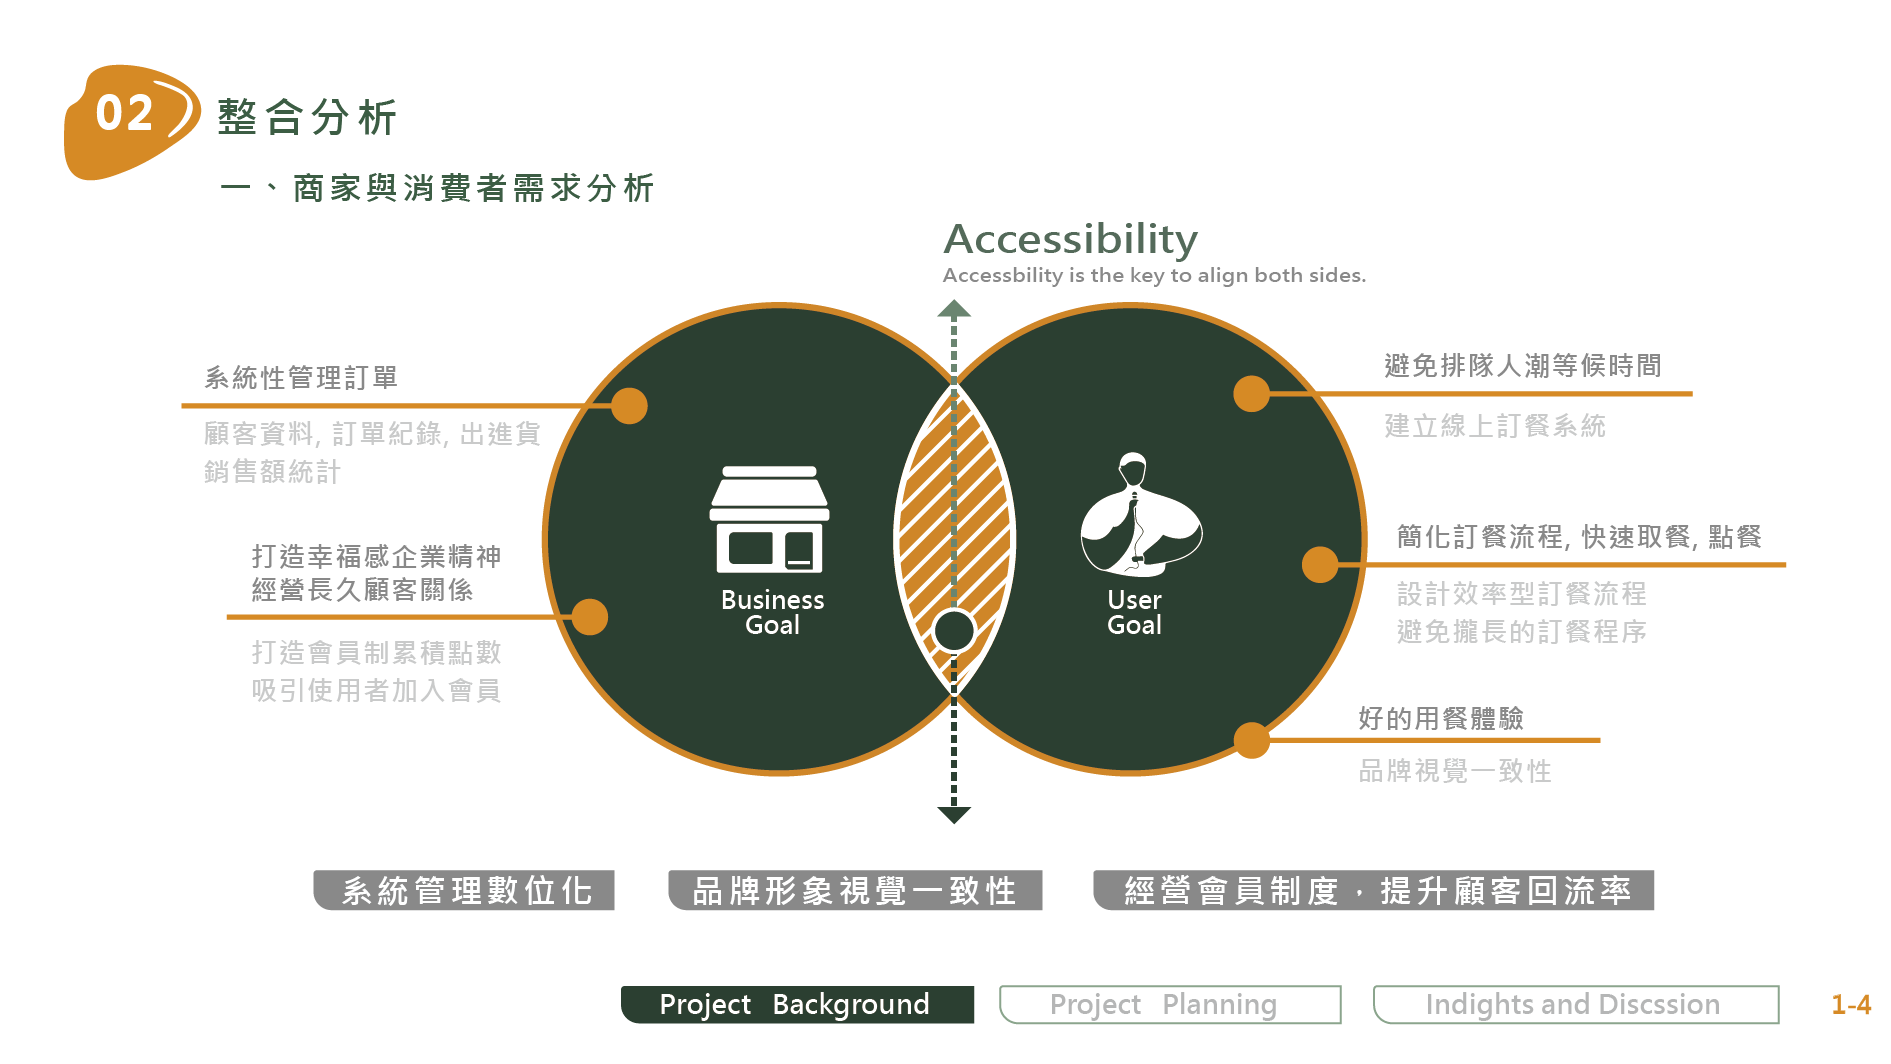 02
整合分析
一、商家與消費者需求分析
Accessibility
Accessbility is the key to align both sides.
系統性管理訂單
顧客資料, 訂單紀錄, 出進貨
銷售額統計
打造幸福感企業精神
經營長久顧客關係
打造會員制累積點數
吸引使用者加入會員
Business
Goal
User
Goal
避免排隊人潮等候時間
建立線上訂餐系統
簡化訂餐流程, 快速取餐, 點餐
設計效率型訂餐流程
避免攏長的訂餐程序
好的用餐體驗
品牌視覺一致性
系統管理數位化
品牌形象視覺一致性
經營會員制度，提升顧客回流率
Project Background
Project Planning
Indights and Discssion
1-4